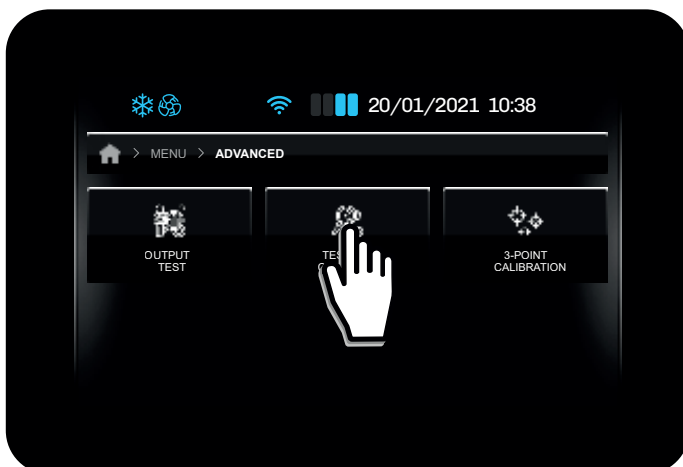 20/01/2021 10:38
> MENU > ADVANCED
OUTPUT
TEST
3-POINT
CALIBRATION